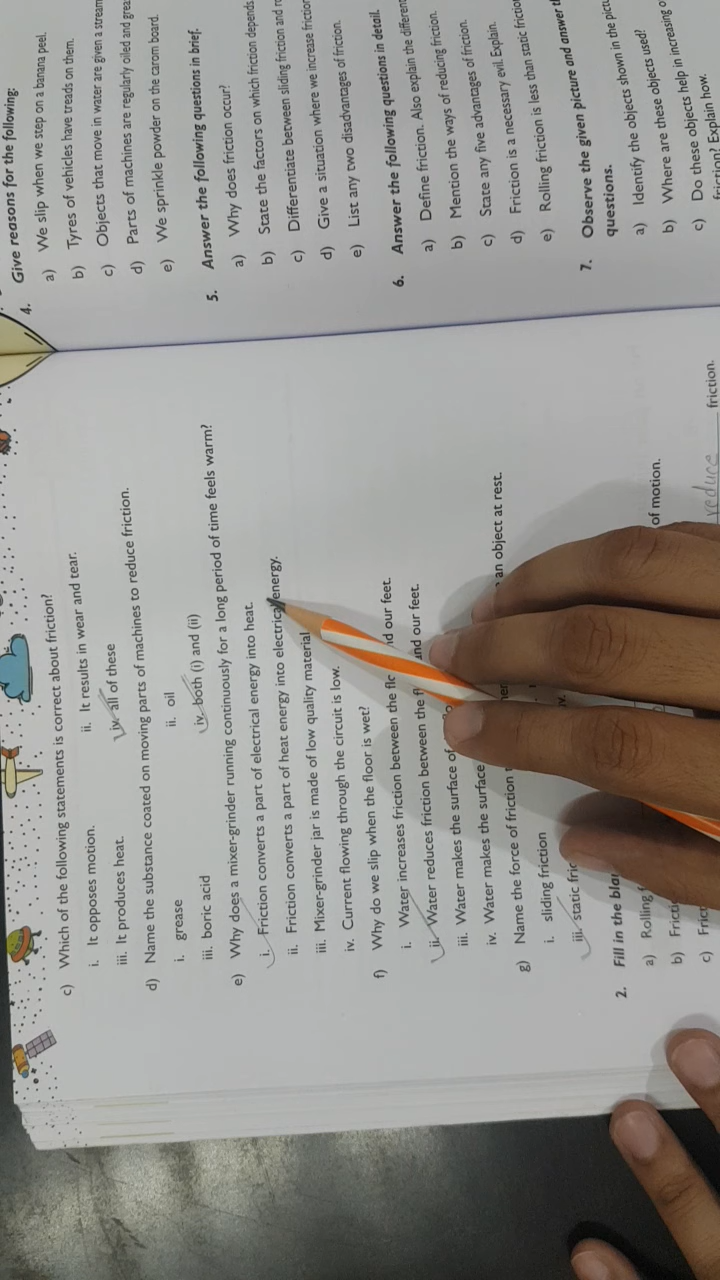 c) Which of the following statements is correct about friction?
i. It opposes motion. ii. It results in wear and tear.
iii. It produces heat. iv. all of these
d) Name the substance coated on moving parts of machines to reduce friction.
i. grease ii. oil
iii. boric acid iv. both (i) and (ii)
e) Why does a mixer-grinder running continuously for a long period of time feels warm?
i. Friction converts a part of electrical energy into heat.
ii. Friction converts a part of heat energy into electrical energy.
iii. Mixer-grinder jar is made of low quality material
iv. Current flowing through the circuit is low.
f) Why do we slip when the floor is wet?
i. Water increases friction between the our feet.
ii. Water reduces friction between the our feet.
iii. Water makes the surface of
iv. Water makes the surface
g) Name the force of friction an object at rest.
i. sliding friction
iii. static iv.
2. Fill in the
a) Rolling of motion.
b)
c) reduce friction.
4. Give reasons for the following:
a) We slip when we step on a banana peel.
b) Tyres of vehicles have treads on them.
c) Objects that move in water are given a
d) Parts of machines are regularly oiled and
e) We sprinkle powder on the carom board.
5. Answer the following questions in brief.
a) Why does friction occur?
b) State the factors on which friction depends
c) Differentiate between sliding friction and
d) Give a situation where we increase
e) List any two disadvantages of friction.
6. Answer the following questions in detail.
a) Define friction. Also explain the
b) Mention the ways of reducing friction.
c) State any five advantages of friction.
d) Friction is a necessary evil. Explain.
e) Rolling friction is less than static
7. Observe the given picture and answer
questions.
a) Identify the objects shown in the
b) Where are these objects used?
c) Do these objects help in increasing
friction? Explain how.